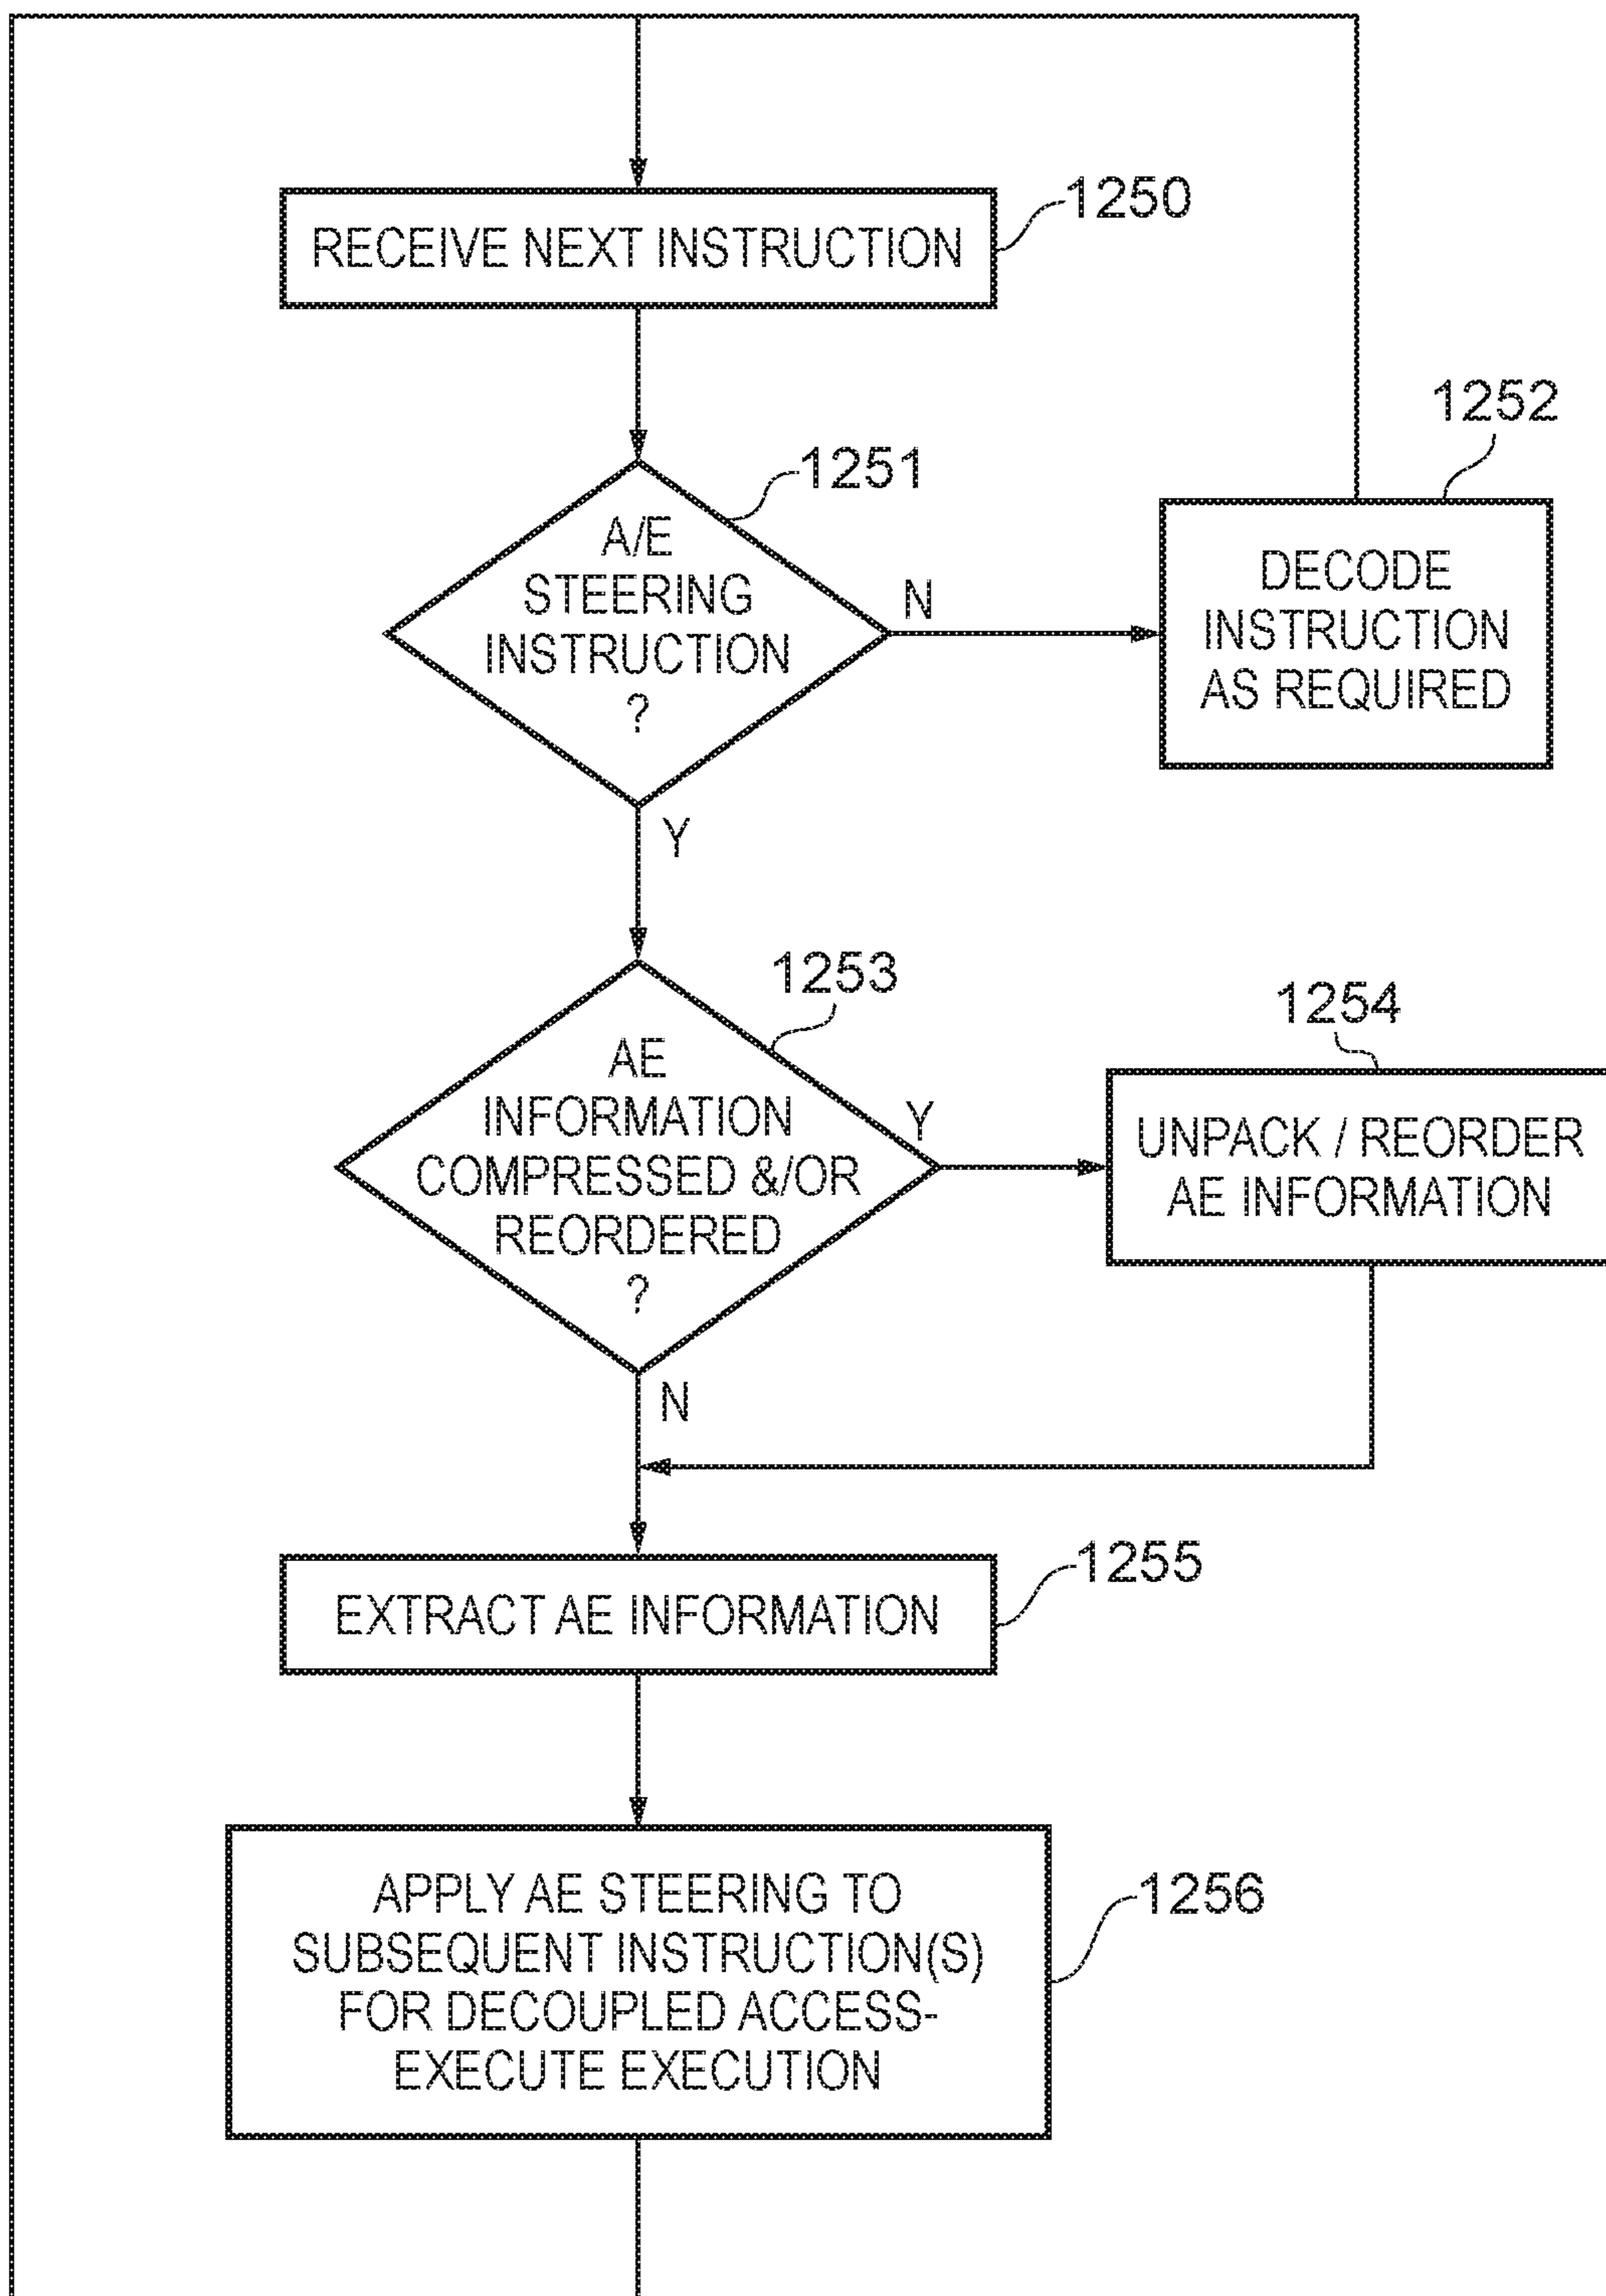 1250
RECEIVE NEXT INSTRUCTION
1251
1252
A/E
STEERING
INSTRUCTION
?
N
DECODE
INSTRUCTION
AS REQUIRED
Y
1253
1254
AE
INFORMATION
COMPRESSED &/OR
REORDERED
?
Y
UNPACK / REORDER
AE INFORMATION
N
1255
EXTRACT AE INFORMATION
1256
APPLY AE STEERING TO
SUBSEQUENT INSTRUCTION(S)
FOR DECOUPLED ACCESS-
EXECUTE EXECUTION